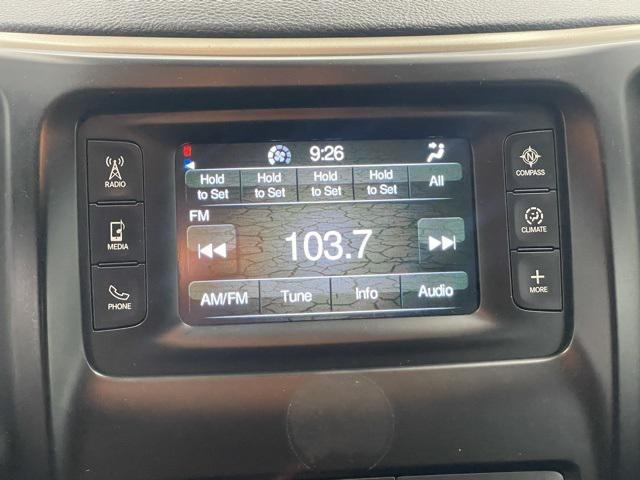 9:26
Hold to Set
Hold to Set
Hold to Set
Hold to Set
All
FM
103.7
AM/FM
Tune
Info
Audio
RADIO
MEDIA
PHONE
N
COMPASS
CLIMATE
MORE